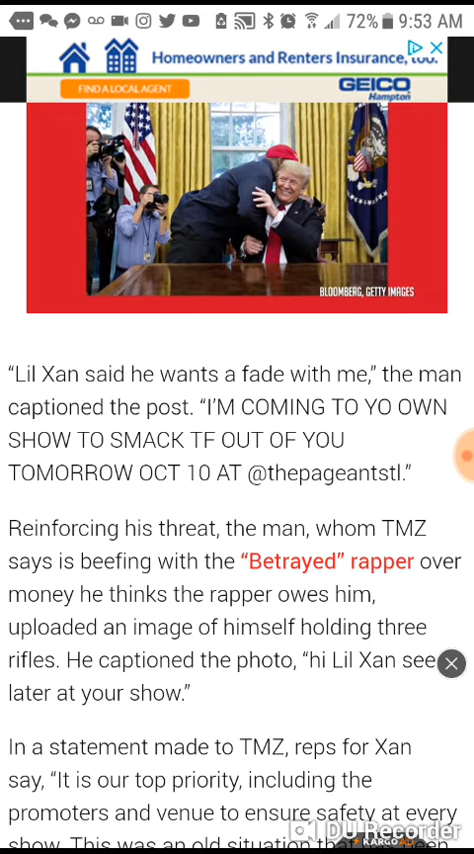 72% 9:53 AM
Homeowners and Renters Insurance, too.
FIND A LOCAL AGENT
GEICO
Hampton
BLOOMBERG, GETTY IMAGES
“Lil Xan said he wants a fade with me,” the man
captioned the post. “I’M COMING TO YO OWN
SHOW TO SMACK TF OUT OF YOU
TOMORROW OCT 10 AT @thepageantstl.”
Reinforcing his threat, the man, whom TMZ
says is beefing with the “Betrayed” rapper over
money he thinks the rapper owes him,
uploaded an image of himself holding three
rifles. He captioned the photo, “hi Lil Xan see
later at your show.”
In a statement made to TMZ, reps for Xan
say, “It is our top priority, including the
promoters and venue to ensure safety at every
show. This was an old situation that
DU Recorder
KARGO